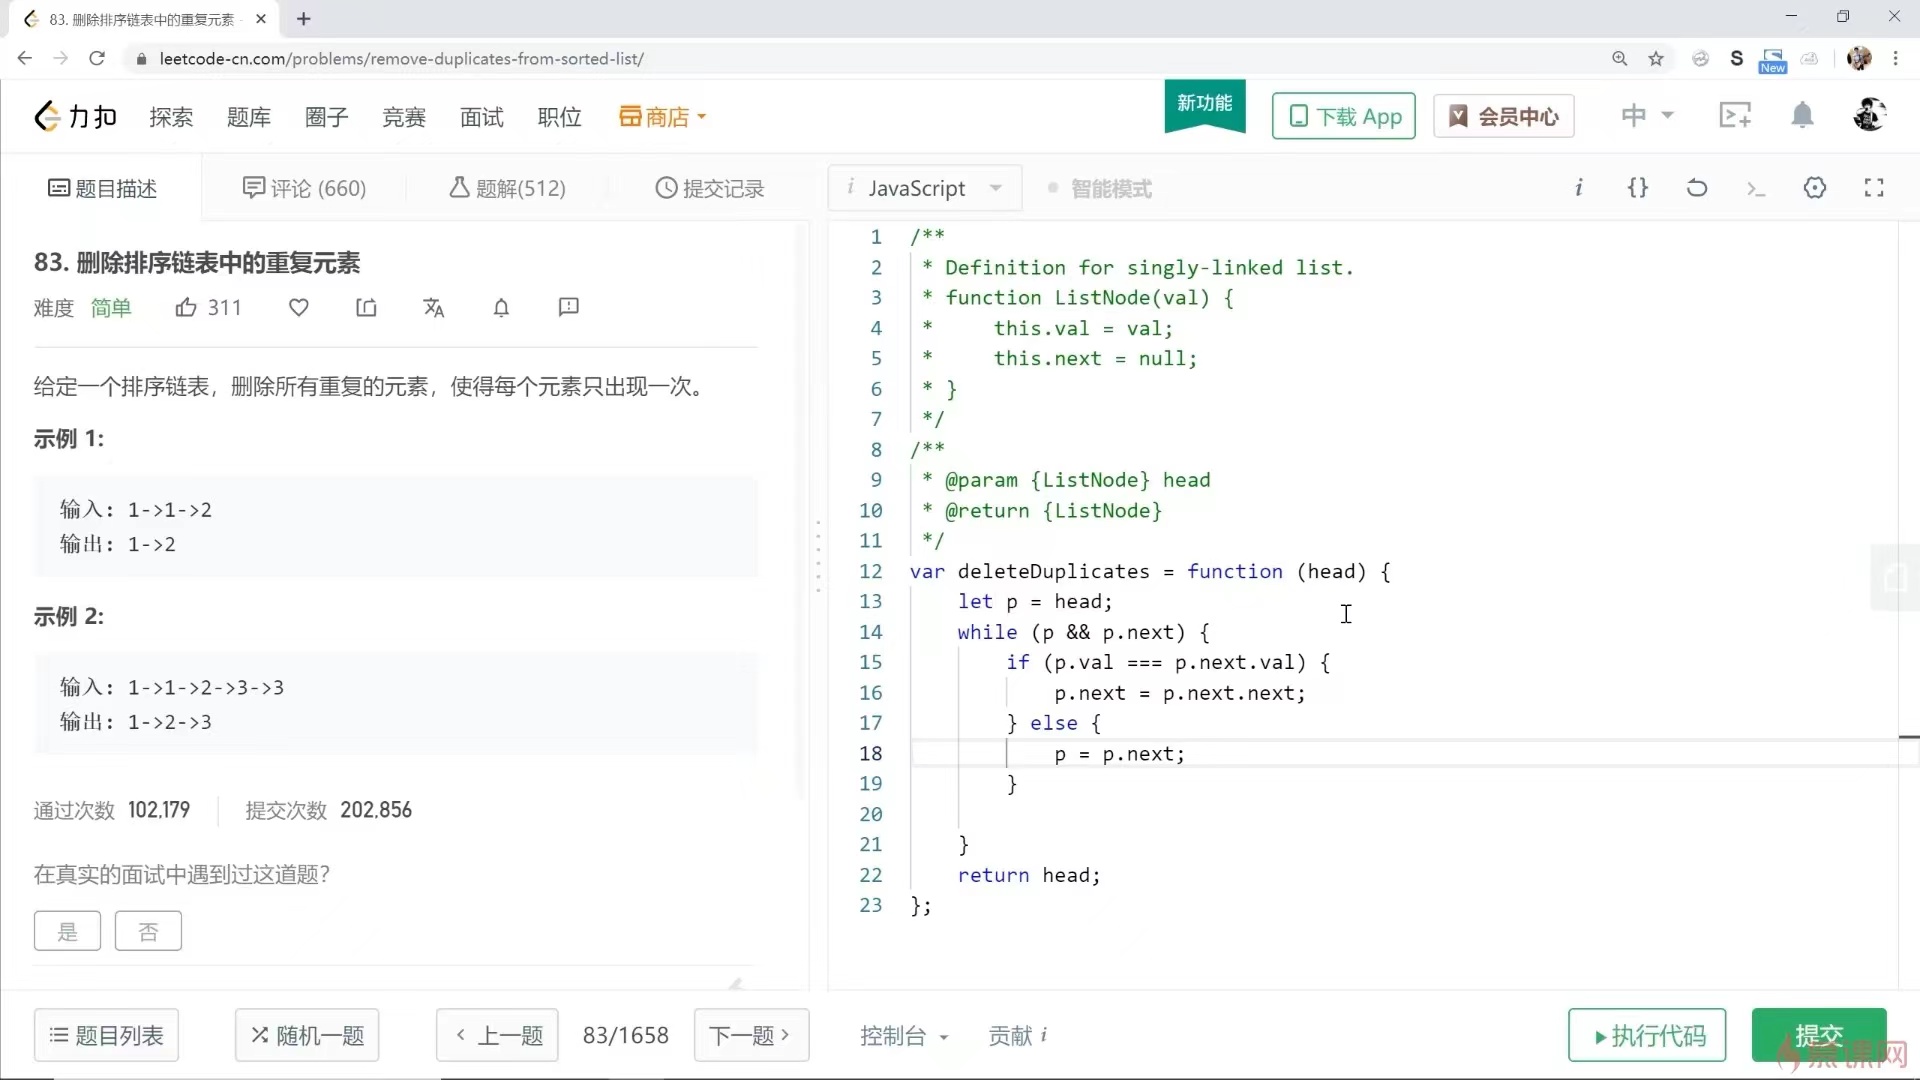 83. 删除排序链表中的重复元素 -
leetcode-cn.com/problems/remove-duplicates-from-sorted-list/
S
New
力扣 探索 题库 圈子 竞赛 面试 职位 商店
新功能
下载 App
会员中心
中
题目描述 评论 (660) 题解(512) 提交记录
i JavaScript 智能模式
83. 删除排序链表中的重复元素
难度 简单 311
给定一个排序链表，删除所有重复的元素，使得每个元素只出现一次。
示例 1:
输入: 1->1->2
输出: 1->2
示例 2:
输入: 1->1->2->3->3
输出: 1->2->3
通过次数 102,179 提交次数 202,856
在真实的面试中遇到过这道题？
是 否
1 /**
2  * Definition for singly-linked list.
3  * function ListNode(val) {
4  *     this.val = val;
5  *     this.next = null;
6  * }
7  */
8 /**
9  * @param {ListNode} head
10  * @return {ListNode}
11  */
12 var deleteDuplicates = function (head) {
13     let p = head;
14     while (p && p.next) {
15         if (p.val === p.next.val) {
16             p.next = p.next.next;
17         } else {
18             p = p.next;
19         }
20
21     }
22     return head;
23 };
题目列表 随机一题 上一题 83/1658 下一题 控制台 贡献 i 执行代码 提交
慕课网